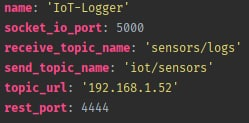 name: 'IoT-Logger'
socket_io_port: 5000
receive_topic_name: 'sensors/logs'
send_topic_name: 'iot/sensors'
topic_url: '192.168.1.52'
rest_port: 4444